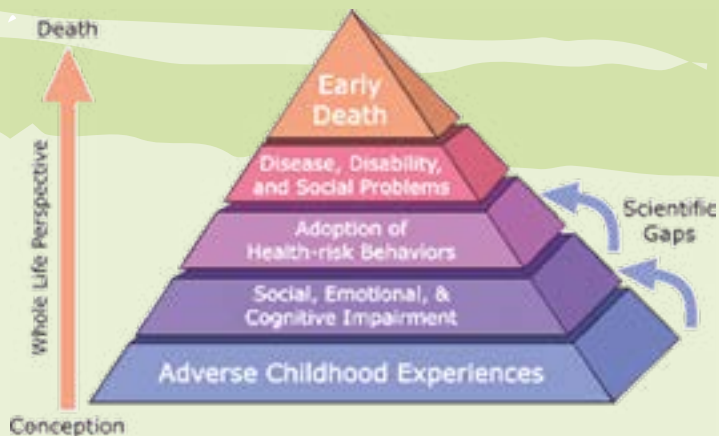 Death
Whole Life Perspective
Conception
Early
Death
Disease, Disability,
and Social Problems
Adoption of
Health-risk Behaviors
Social, Emotional, &
Cognitive Impairment
Adverse Childhood Experiences
Scientific
Gaps